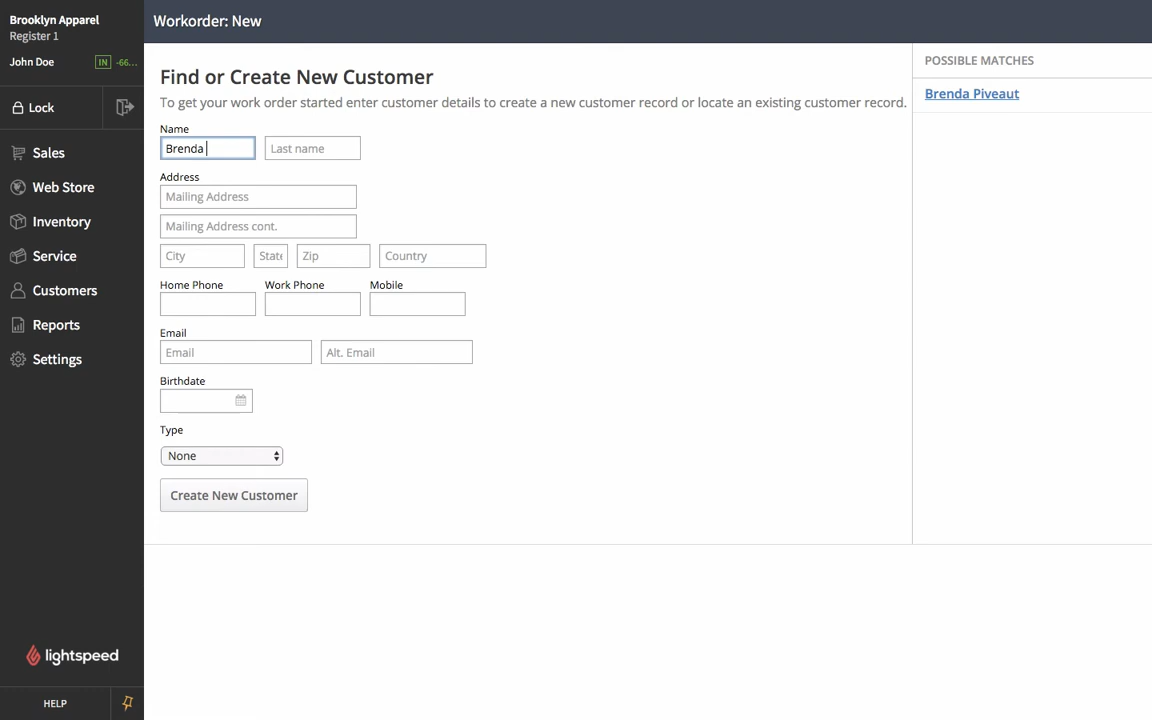 Brooklyn Apparel
Register 1
John Doe IN -66...
Lock
Sales
Web Store
Inventory
Service
Customers
Reports
Settings
lightspeed
HELP
Workorder: New
Find or Create New Customer
To get your work order started enter customer details to create a new customer record or locate an existing customer record.
Name
Brenda Last name
Address
Mailing Address
Mailing Address cont.
City State Zip Country
Home Phone Work Phone Mobile
Email
Email Alt. Email
Birthdate
Type
None
Create New Customer
POSSIBLE MATCHES
Brenda Piveaut